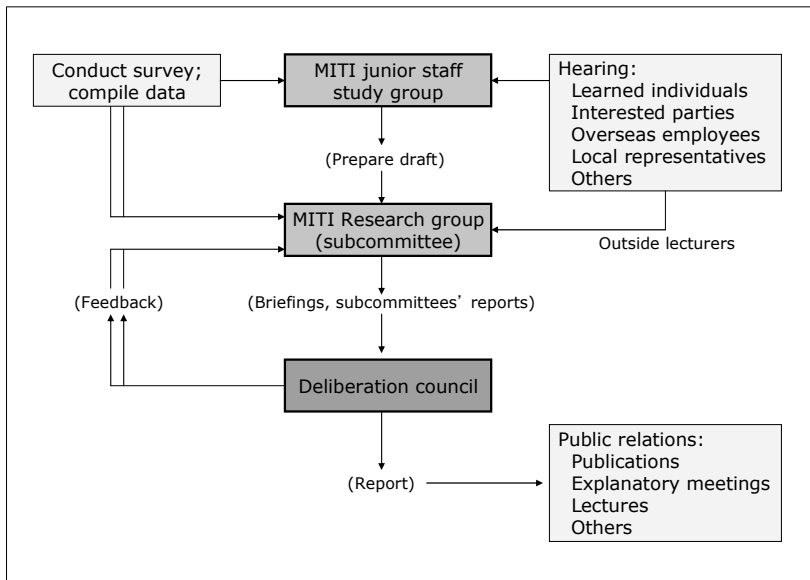 Conduct survey;
compile data
MITI junior staff
study group
Hearing:
Learned individuals
Interested parties
Overseas employees
Local representatives
Others
(Prepare draft)
MITI Research group
(subcommittee)
Outside lecturers
(Feedback)
(Briefings, subcommittees’ reports)
Deliberation council
(Report)
Public relations:
Publications
Explanatory meetings
Lectures
Others